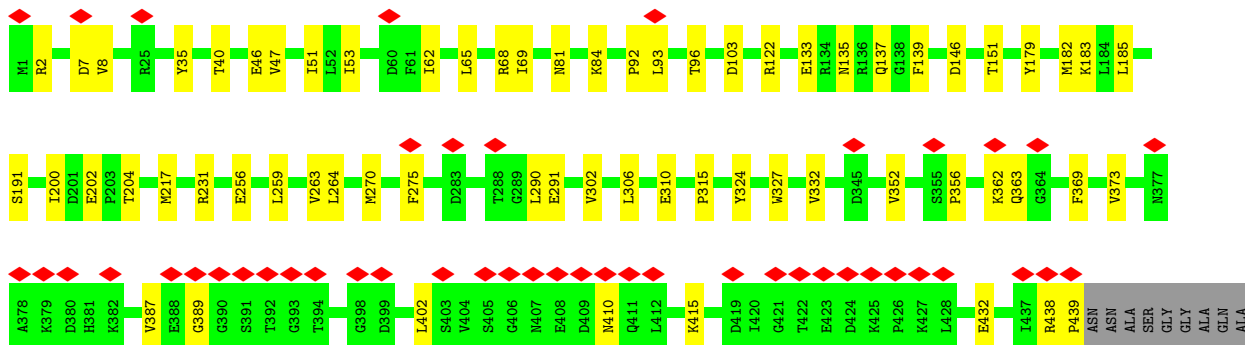 M1 R2 D7 V8 R25 Y35 T40 E46 V47 I51 L52 I53 D60 F61 I62 L65 R68 I69 N81 K84 P92 L93 T96 D103 R122 E133 R134 N135 R136 Q137 G138 F139 D146 T151 Y179 M182 K183 L184 L185
S191 I200 D201 E202 P203 T204 M217 R231 E256 L259 V263 L264 M270 F275 D283 T288 G289 L290 E291 V302 L306 E310 P315 Y324 W327 V332 D345 V352 S355 P356 K362 Q363 G364 F369 V373 N377
A378 K379 D380 H381 K382 V387 E388 G389 G390 S391 T392 G393 T394 G398 D399 L402 S403 V404 S405 G406 N407 E408 D409 N410 Q411 L412 K415 D419 I420 G421 T422 E423 D424 K425 P426 K427 L428 E432 I437 R438 P439 ASN ASN ALA SER GLY GLY ALA GLN ALA